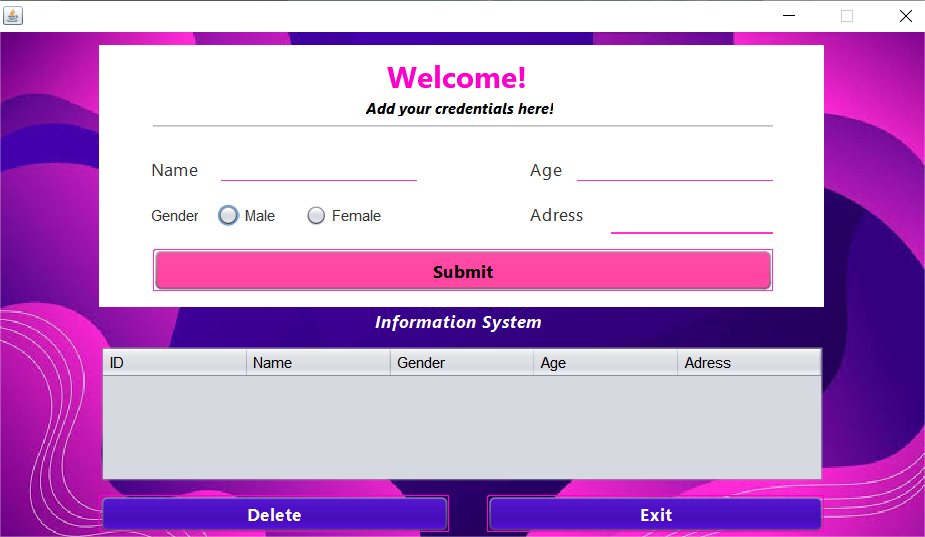 Welcome!
Add your credentials here!
Name
Age
Gender Male Female
Adress
Submit
Information System
ID Name Gender Age Adress
Delete
Exit